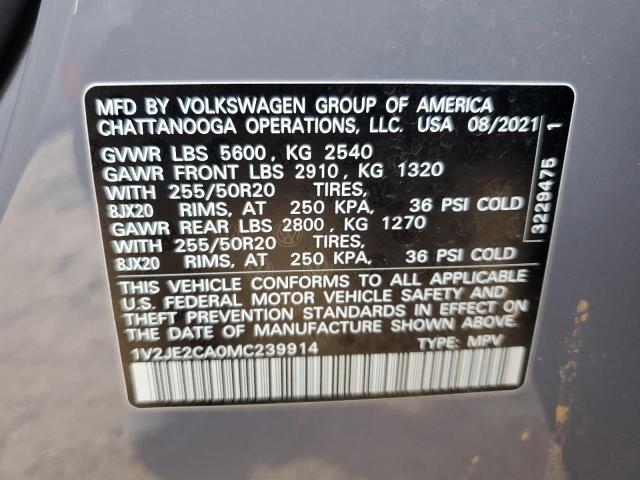 MFD BY VOLKSWAGEN GROUP OF AMERICA
CHATTANOOGA OPERATIONS, LLC. USA 08/2021
GVWR LBS 5600, KG 2540
GAWR FRONT LBS 2910, KG 1320
WITH 255/50R20 TIRES,
8JX20 RIMS, AT 250 KPA, 36 PSI COLD
GAWR REAR LBS 2800, KG 1270
WITH 255/50R20 TIRES,
8JX20 RIMS, AT 250 KPA, 36 PSI COLD
THIS VEHICLE CONFORMS TO ALL APPLICABLE
U.S. FEDERAL MOTOR VEHICLE SAFETY AND
THEFT PREVENTION STANDARDS IN EFFECT ON
THE DATE OF MANUFACTURE SHOWN ABOVE.
1V2JE2CA0MC239914 TYPE: MPV
3229475 1